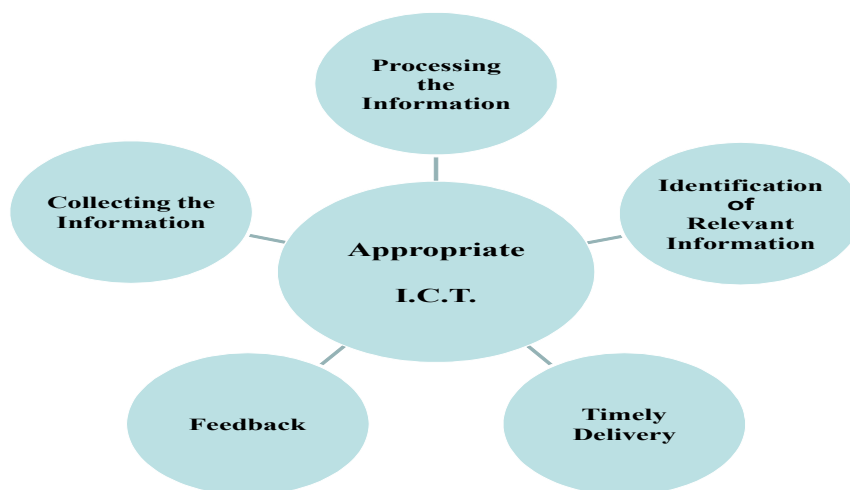 Processing
the
Information
Collecting the
Information
Identification
of
Relevant
Information
Appropriate
I.C.T.
Feedback
Timely
Delivery